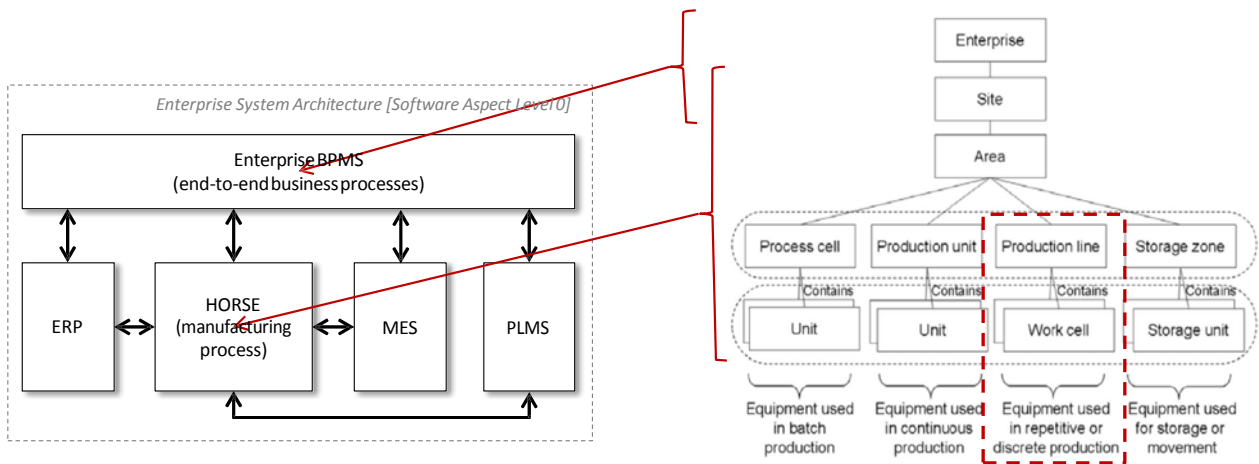 Enterprise System Architecture [Software Aspect Level 0]
Enterprise BPMS
(end-to-end business processes)
ERP
HORSE
(manufacturing
process)
MES
PLMS
Enterprise
Site
Area
Process cell
Production unit
Production line
Storage zone
Contains
Contains
Contains
Contains
Unit
Unit
Work cell
Storage unit
Equipment used
in batch
production
Equipment used
in continuous
production
Equipment used
in repetitive or
discrete production
Equipment used
for storage or
movement